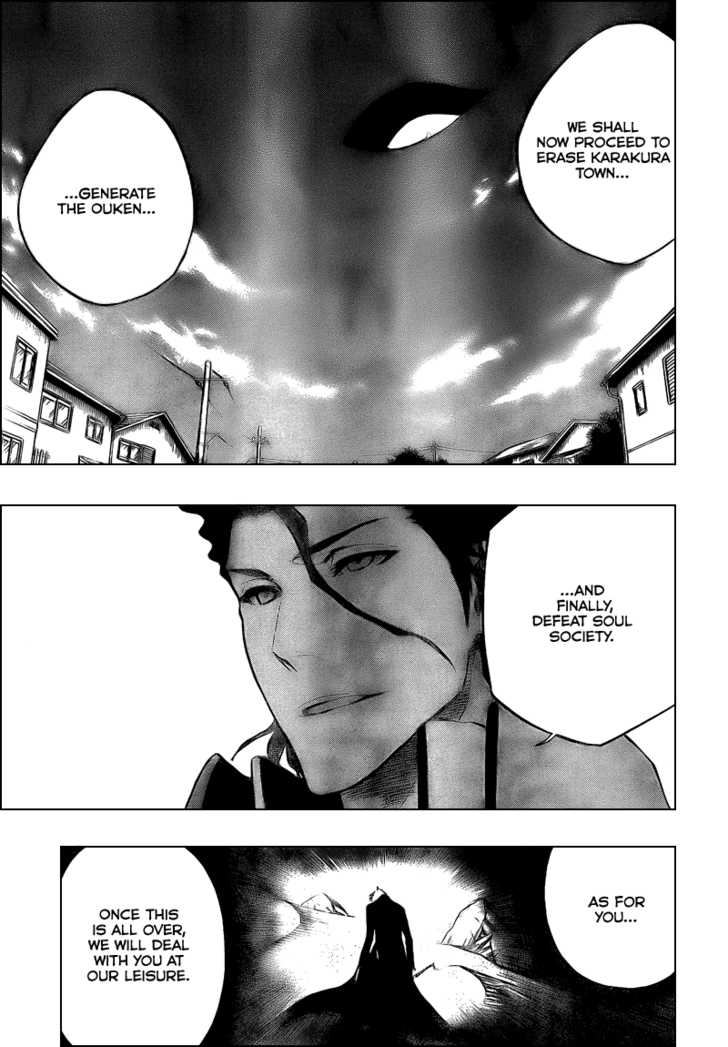 WE SHALL
NOW PROCEED TO
ERASE KARAKURA
TOWN...
...GENERATE
THE OUKEN...
...AND
FINALLY,
DEFEAT SOUL
SOCIETY.
AS FOR
YOU...
ONCE THIS
IS ALL OVER,
WE WILL DEAL
WITH YOU AT
OUR LEISURE.